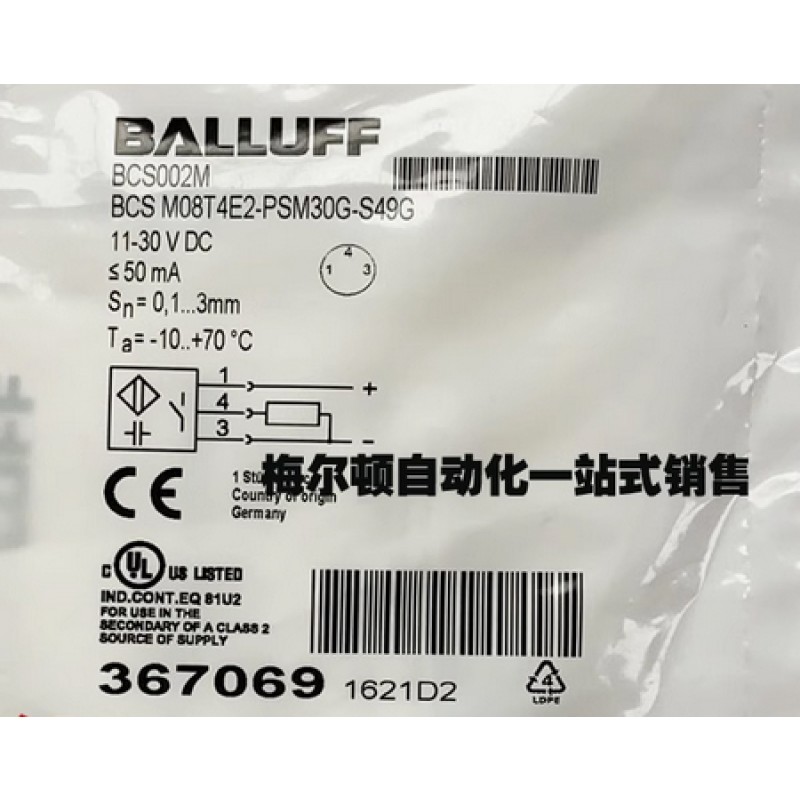 BALLUFF
BCS002M
BCS M08T4E2-PSM30G-S49G
11-30 V DC
≤ 50 mA
4
1 3
Sn= 0,1...3mm
Ta= -10..+70 °C
1 +
4
3 -
梅尔顿自动化一站式销售
CE
1
Country of origin
Germany
C UL US LISTED
IND.CONT.EQ 81U2
FOR USE IN THE
SECONDARY OF A CLASS 2
SOURCE OF SUPPLY
367069 1621D2
4
LDPE